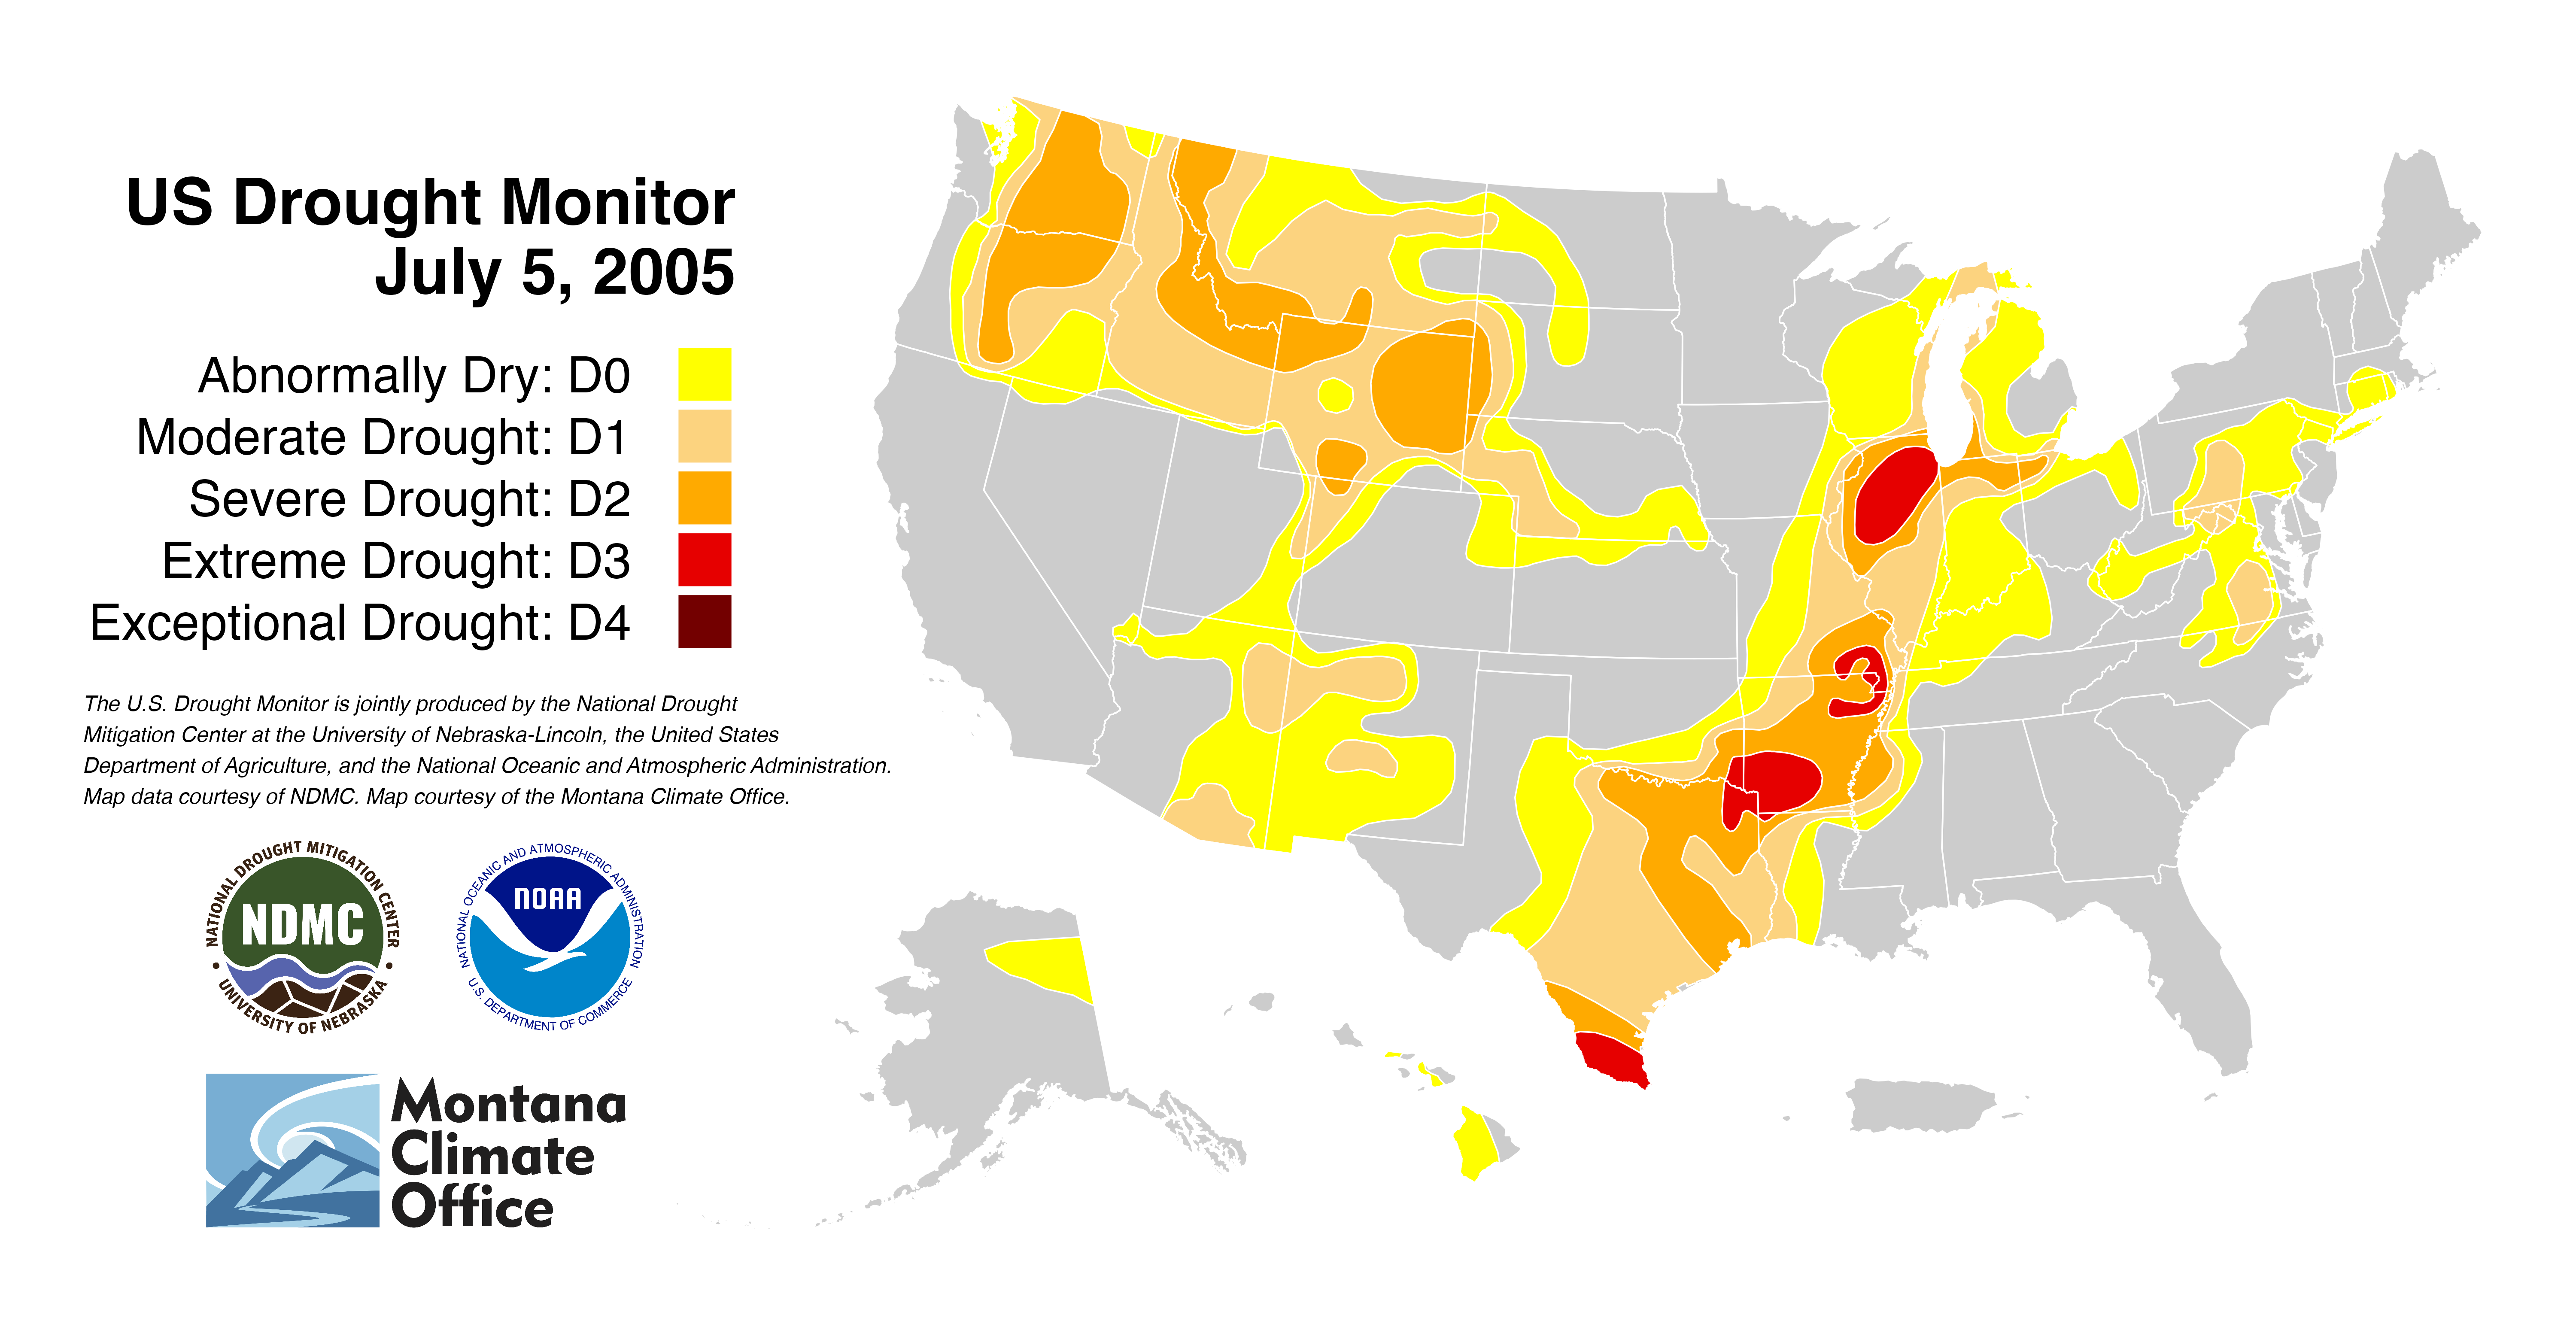 US Drought Monitor
July 5, 2005
Abnormally Dry: D0
Moderate Drought: D1
Severe Drought: D2
Extreme Drought: D3
Exceptional Drought: D4
The U.S. Drought Monitor is jointly produced by the National Drought
Mitigation Center at the University of Nebraska-Lincoln, the United States
Department of Agriculture, and the National Oceanic and Atmospheric Administration.
Map data courtesy of NDMC. Map courtesy of the Montana Climate Office.
NATIONAL DROUGHT MITIGATION CENTER
NDMC
• UNIVERSITY OF NEBRASKA •
NATIONAL OCEANIC AND ATMOSPHERIC ADMINISTRATION
NOAA
U.S. DEPARTMENT OF COMMERCE
Montana
Climate
Office